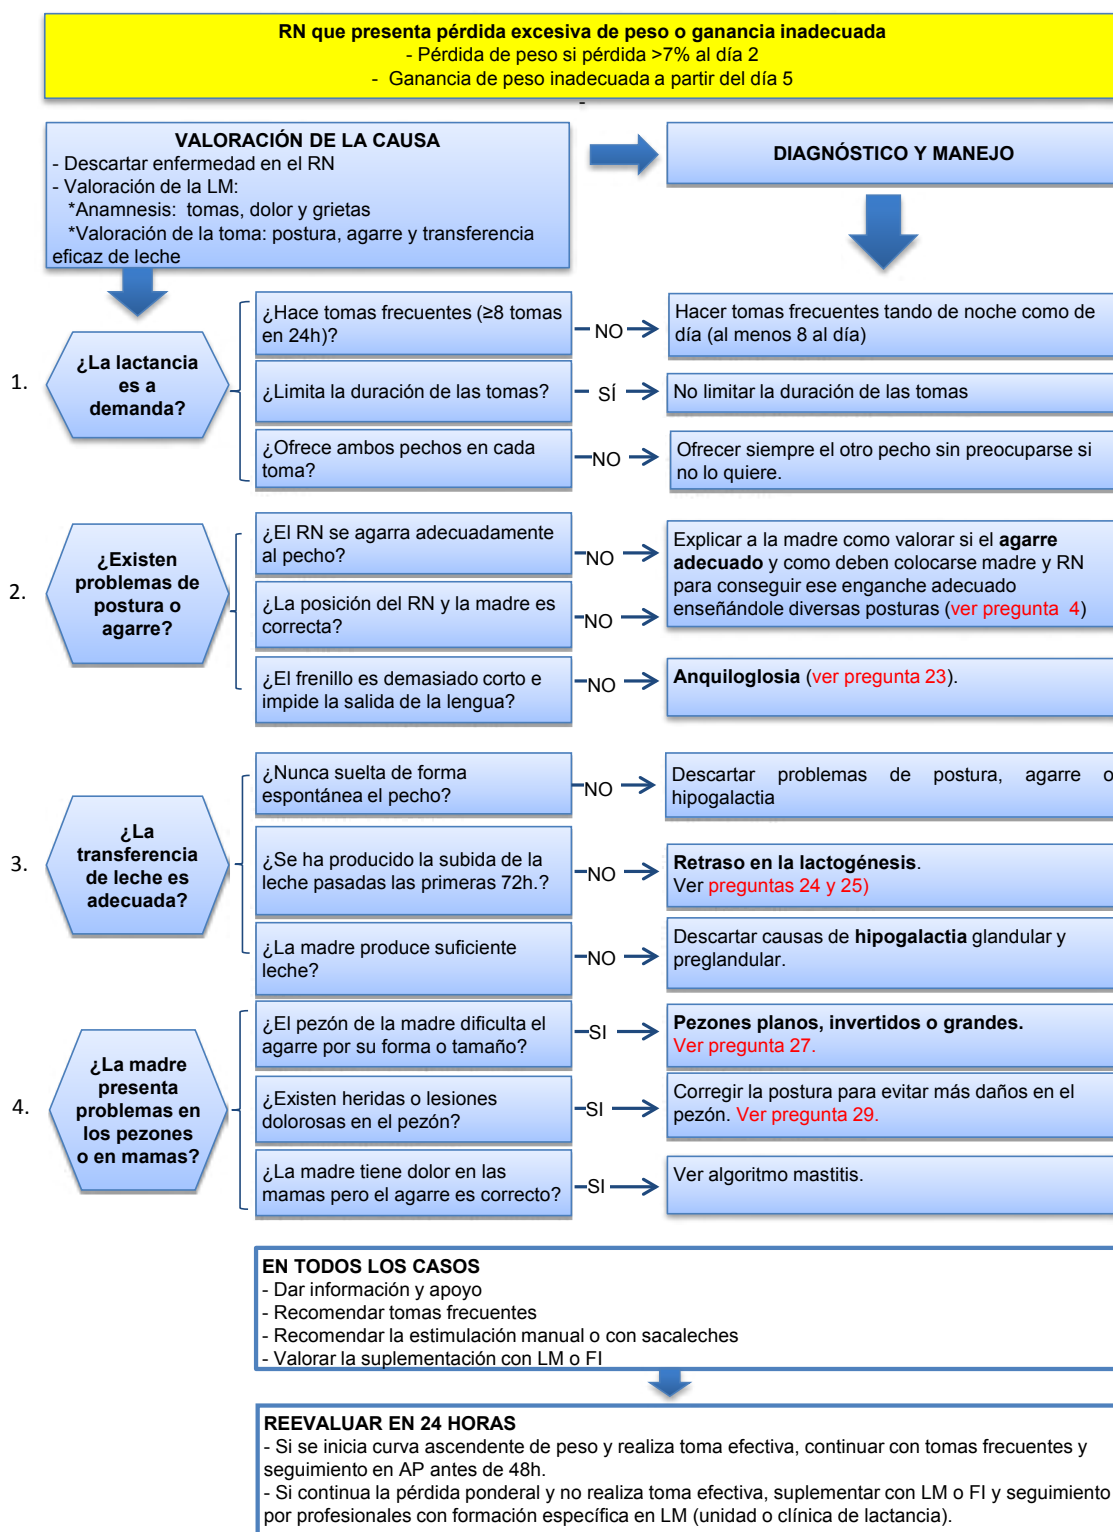 RN que presenta pérdida excesiva de peso o ganancia inadecuada
- Pérdida de peso si pérdida >7% al día 2
- Ganancia de peso inadecuada a partir del día 5
-
VALORACIÓN DE LA CAUSA
- Descartar enfermedad en el RN
- Valoración de la LM:
*Anamnesis: tomas, dolor y grietas
*Valoración de la toma: postura, agarre y transferencia
eficaz de leche
DIAGNÓSTICO Y MANEJO
1.
¿La lactancia
es a
demanda?
¿Hace tomas frecuentes (≥8 tomas
en 24h)?
NO
Hacer tomas frecuentes tando de noche como de
día (al menos 8 al día)
¿Limita la duración de las tomas?
SÍ
No limitar la duración de las tomas
¿Ofrece ambos pechos en cada
toma?
NO
Ofrecer siempre el otro pecho sin preocuparse si
no lo quiere.
2.
¿Existen
problemas de
postura o
agarre?
¿El RN se agarra adecuadamente
al pecho?
NO
¿La posición del RN y la madre es
correcta?
NO
Explicar a la madre como valorar si el agarre
adecuado y como deben colocarse madre y RN
para conseguir ese enganche adecuado
enseñándole diversas posturas (ver pregunta 4)
¿El frenillo es demasiado corto e
impide la salida de la lengua?
NO
Anquiloglosia (ver pregunta 23).
3.
¿La
transferencia
de leche es
adecuada?
¿Nunca suelta de forma
espontánea el pecho?
NO
Descartar problemas de postura, agarre o
hipogalactia
¿Se ha producido la subida de la
leche pasadas las primeras 72h.?
NO
Retraso en la lactogénesis.
Ver preguntas 24 y 25)
¿La madre produce suficiente
leche?
NO
Descartar causas de hipogalactia glandular y
preglandular.
4.
¿La madre
presenta
problemas en
los pezones
o en mamas?
¿El pezón de la madre dificulta el
agarre por su forma o tamaño?
SI
Pezones planos, invertidos o grandes.
Ver pregunta 27.
¿Existen heridas o lesiones
dolorosas en el pezón?
SI
Corregir la postura para evitar más daños en el
pezón. Ver pregunta 29.
¿La madre tiene dolor en las
mamas pero el agarre es correcto?
SI
Ver algoritmo mastitis.
EN TODOS LOS CASOS
- Dar información y apoyo
- Recomendar tomas frecuentes
- Recomendar la estimulación manual o con sacaleches
- Valorar la suplementación con LM o FI
REEVALUAR EN 24 HORAS
- Si se inicia curva ascendente de peso y realiza toma efectiva, continuar con tomas frecuentes y
seguimiento en AP antes de 48h.
- Si continua la pérdida ponderal y no realiza toma efectiva, suplementar con LM o FI y seguimiento
por profesionales con formación específica en LM (unidad o clínica de lactancia).